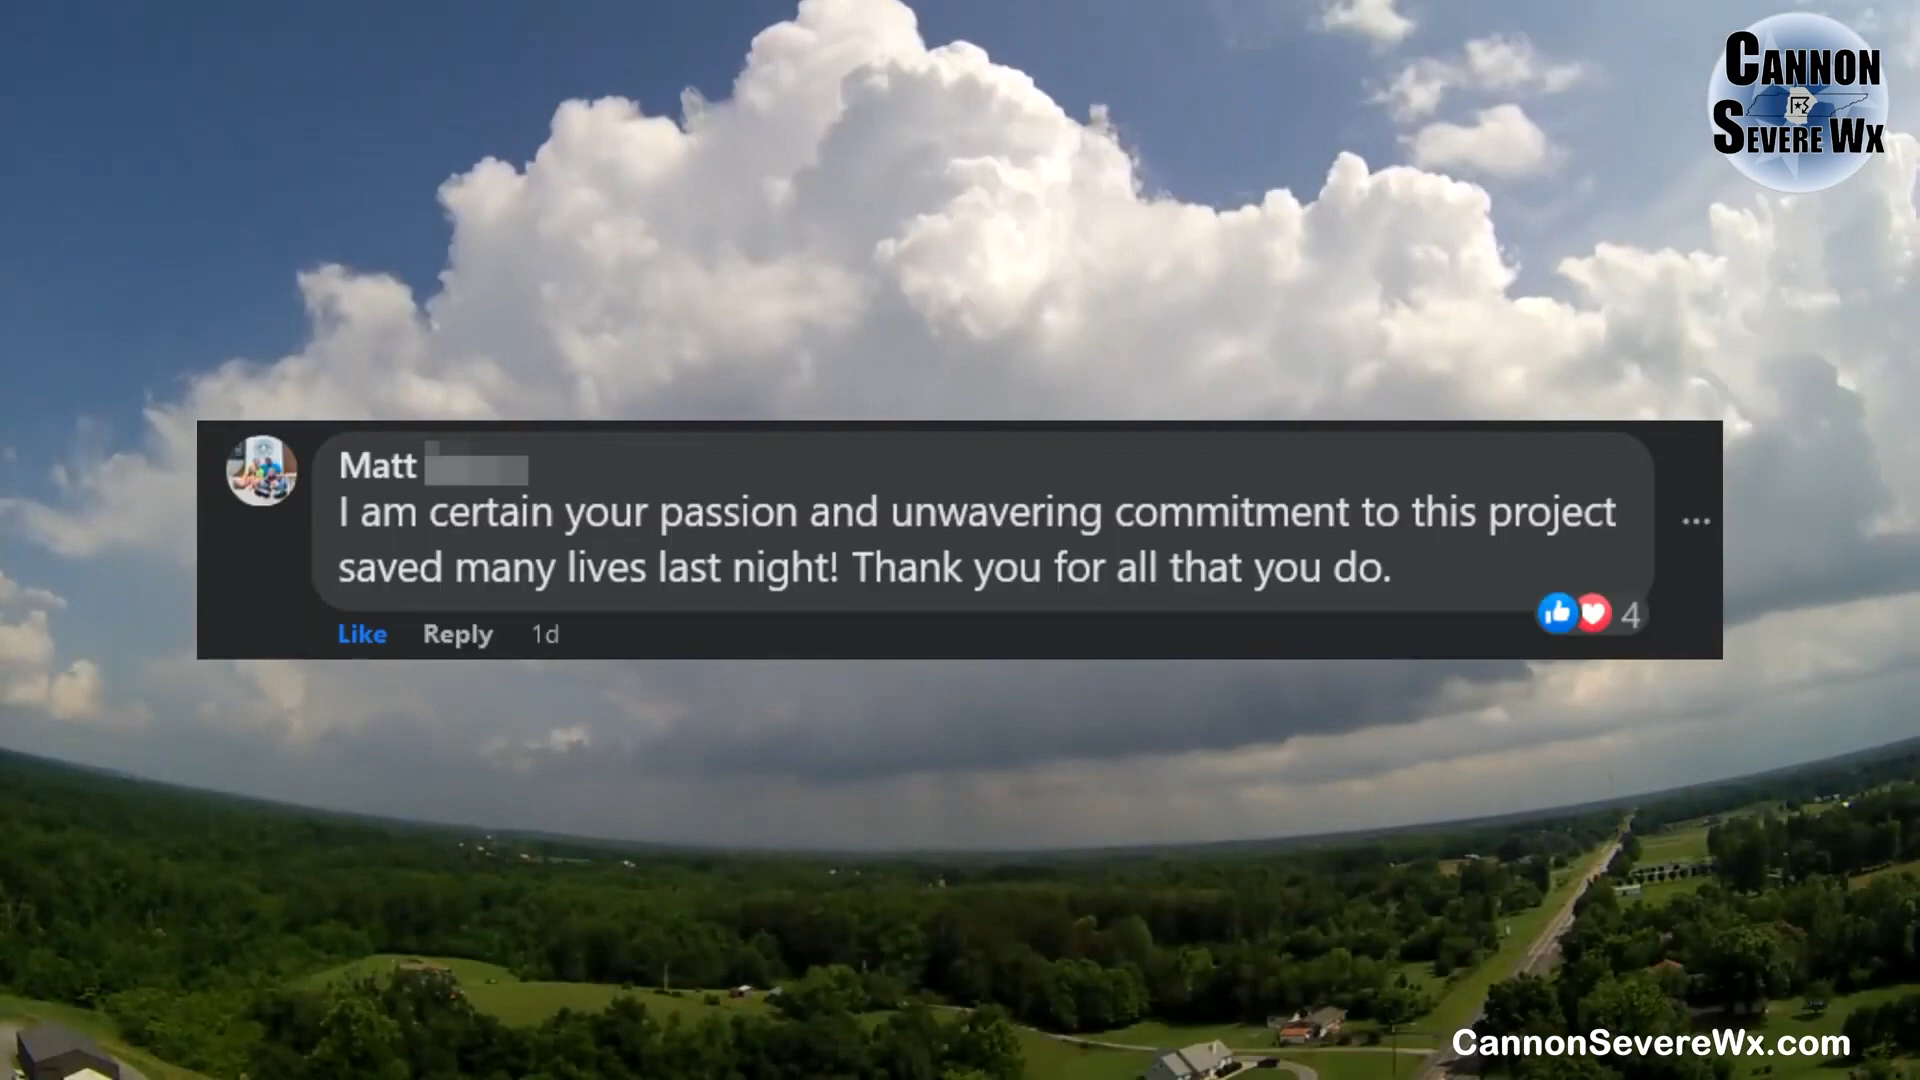 CANNON
SEVERE WX
Matt
I am certain your passion and unwavering commitment to this project
saved many lives last night! Thank you for all that you do.
4
Like Reply 1d
CannonSevereWx.com